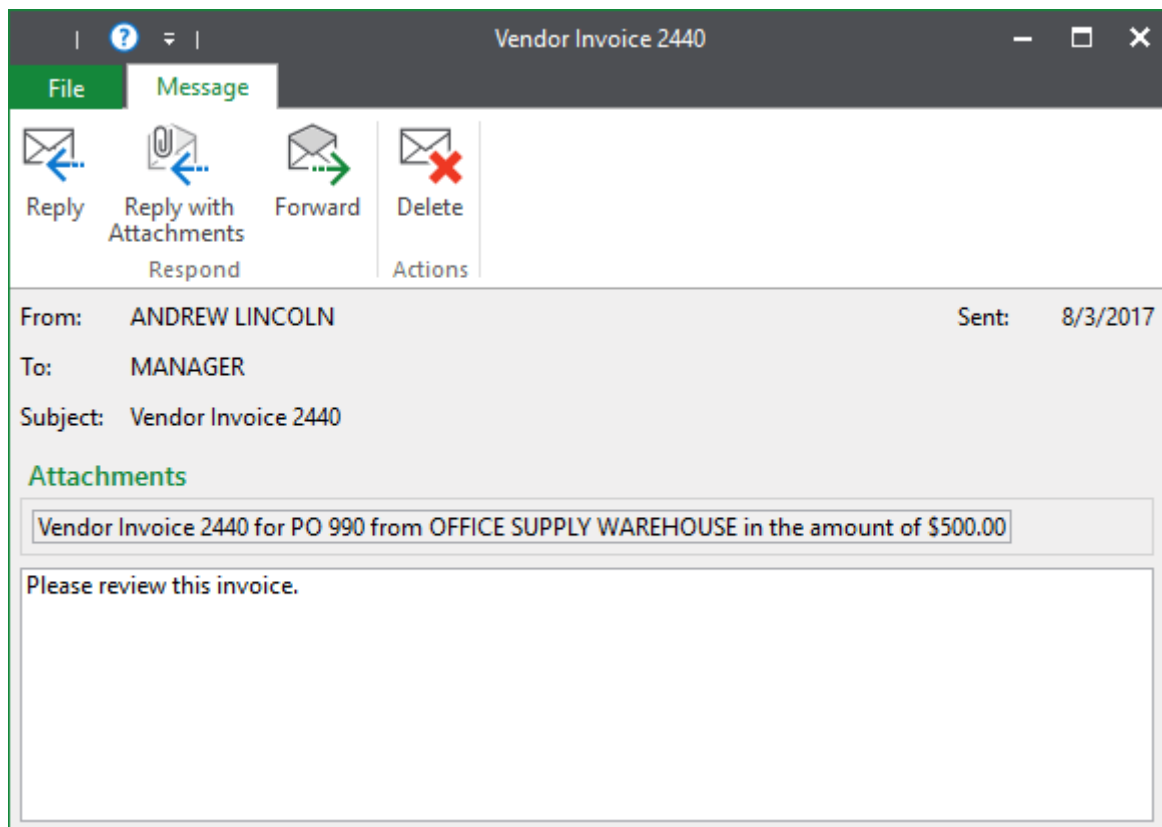 Vendor Invoice 2440
File Message
Reply
Reply with Attachments
Forward
Delete
Respond
Actions
From: ANDREW LINCOLN Sent: 8/3/2017
To: MANAGER
Subject: Vendor Invoice 2440
Attachments
Vendor Invoice 2440 for PO 990 from OFFICE SUPPLY WAREHOUSE in the amount of $500.00
Please review this invoice.